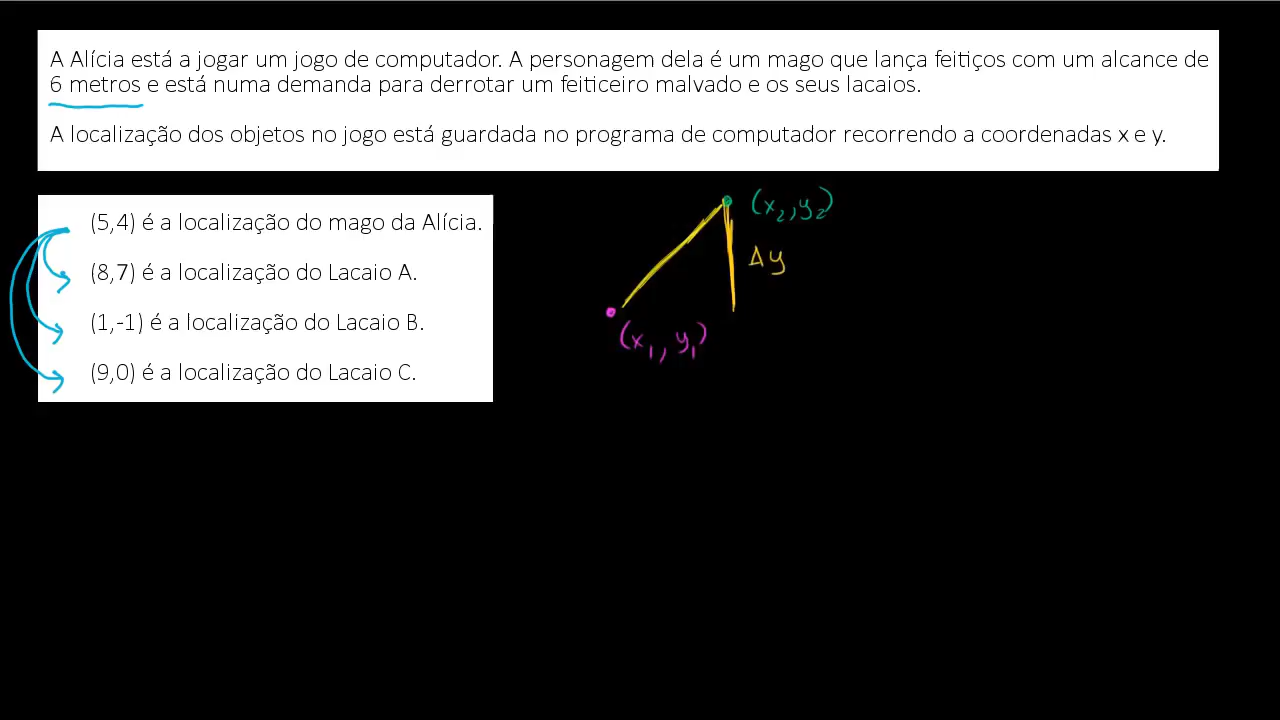 A Alícia está a jogar um jogo de computador. A personagem dela é um mago que lança feitiços com um alcance de
6 metros e está numa demanda para derrotar um feiticeiro malvado e os seus lacaios.
A localização dos objetos no jogo está guardada no programa de computador recorrendo a coordenadas x e y.
(5,4) é a localização do mago da Alícia.
(8,7) é a localização do Lacaio A.
(1,-1) é a localização do Lacaio B.
(9,0) é a localização do Lacaio C.
(x₂,y₂)
Δy
(x₁,y₁)